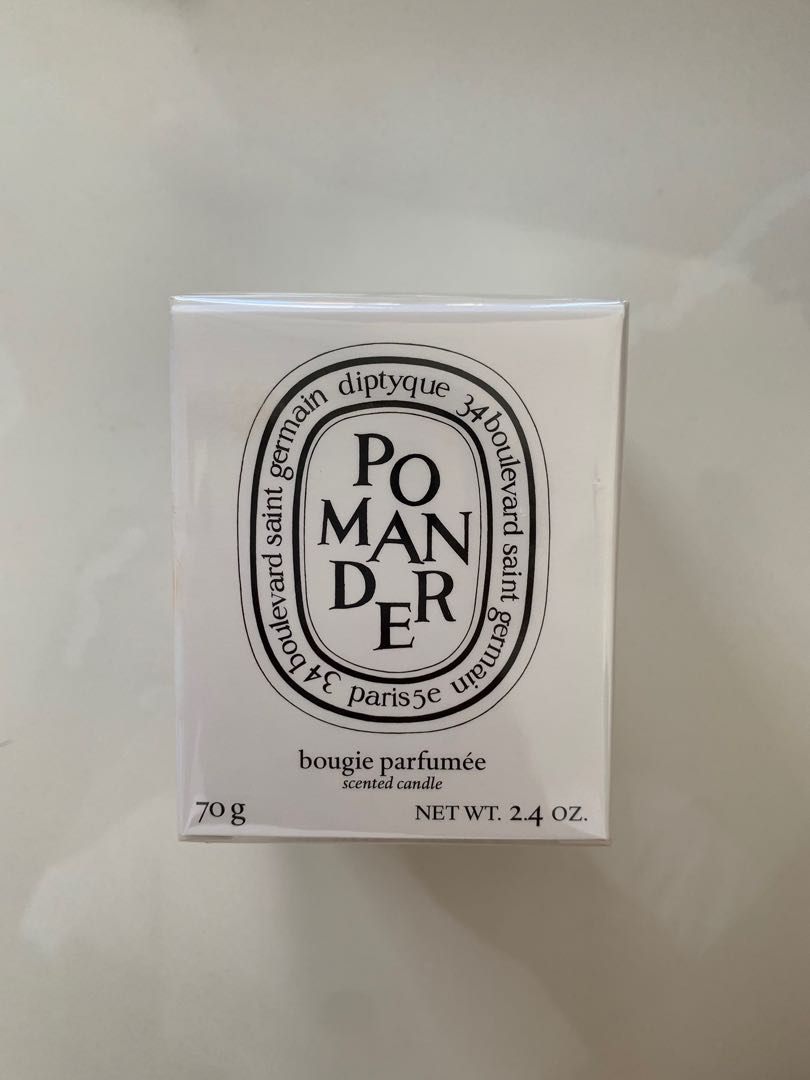 diptyque 34 boulevard saint germain paris 5e 34 boulevard saint germain
PO
MAN
DER
bougie parfumée
scented candle
70 g
NET WT. 2.4 OZ.